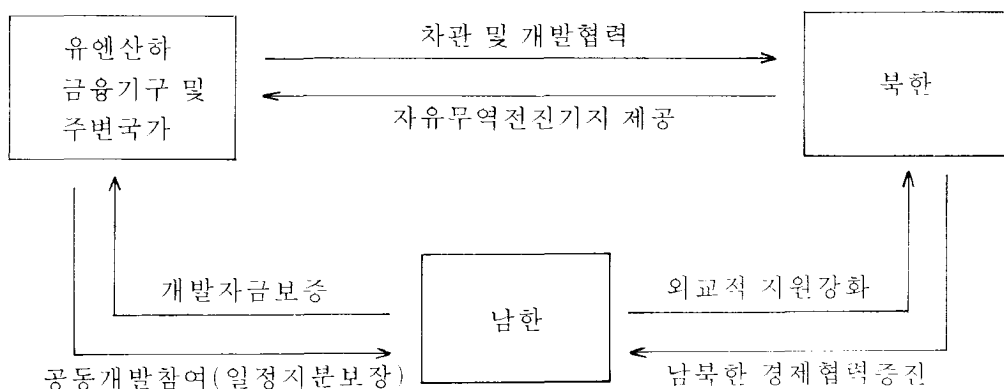 유엔산하
금융기구 및
주변국가
차관 및 개발협력
자유무역전진기지 제공
북한
개발자금보증
남한
외교적 지원강화
공동개발참여(일정지분보장)
남북한 경제협력증진